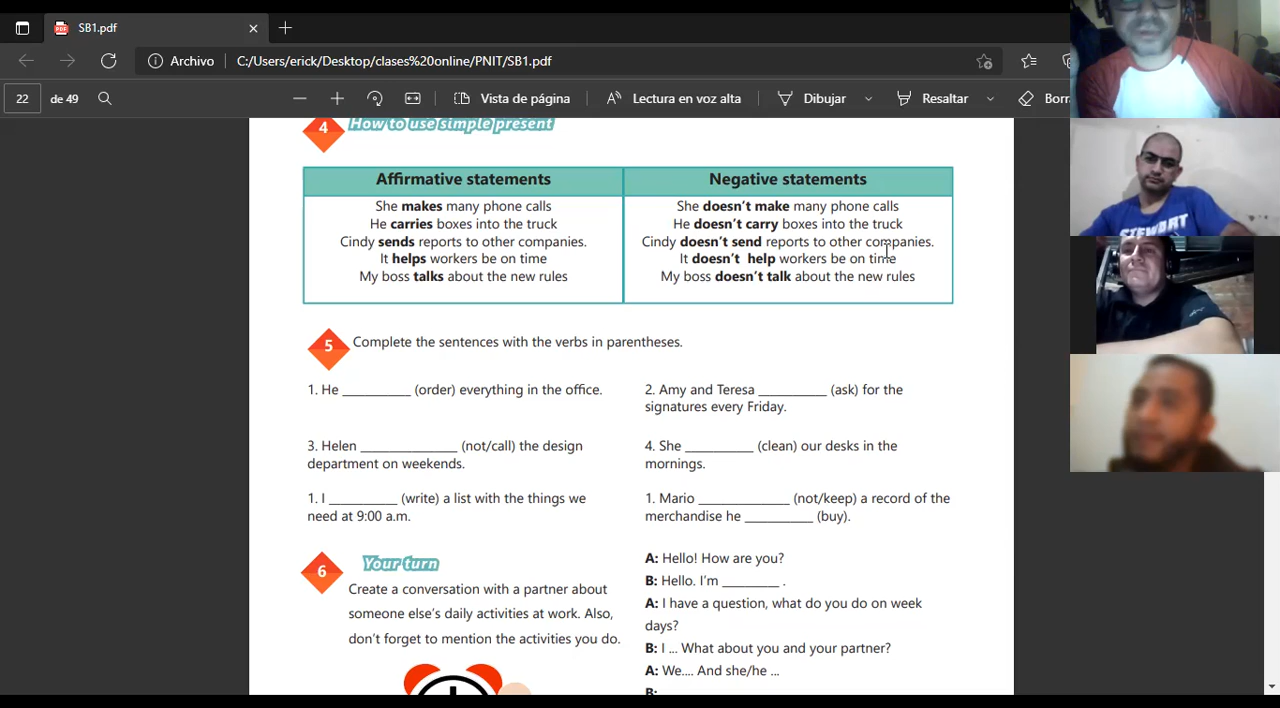 SB1.pdf
Archivo C:/Users/erick/Desktop/clases%20online/PNIT/SB1.pdf
22 de 49 Vista de página Lectura en voz alta Dibujar Resaltar
4 How to use simple present
Affirmative statements
She makes many phone calls
He carries boxes into the truck
Cindy sends reports to other companies.
It helps workers be on time
My boss talks about the new rules
Negative statements
She doesn't make many phone calls
He doesn't carry boxes into the truck
Cindy doesn't send reports to other companies.
It doesn't help workers be on time
My boss doesn't talk about the new rules
5 Complete the sentences with the verbs in parentheses.
1. He __________ (order) everything in the office.
2. Amy and Teresa __________ (ask) for the
signatures every Friday.
3. Helen ______________ (not/call) the design
department on weekends.
4. She __________ (clean) our desks in the
mornings.
1. I __________ (write) a list with the things we
need at 9:00 a.m.
1. Mario _____________ (not/keep) a record of the
merchandise he __________ (buy).
6 Your turn
Create a conversation with a partner about
someone else's daily activities at work. Also,
don't forget to mention the activities you do.
A: Hello! How are you?
B: Hello. I'm ________ .
A: I have a question, what do you do on week
days?
B: I ... What about you and your partner?
A: We.... And she/he ...
B:
STEWART